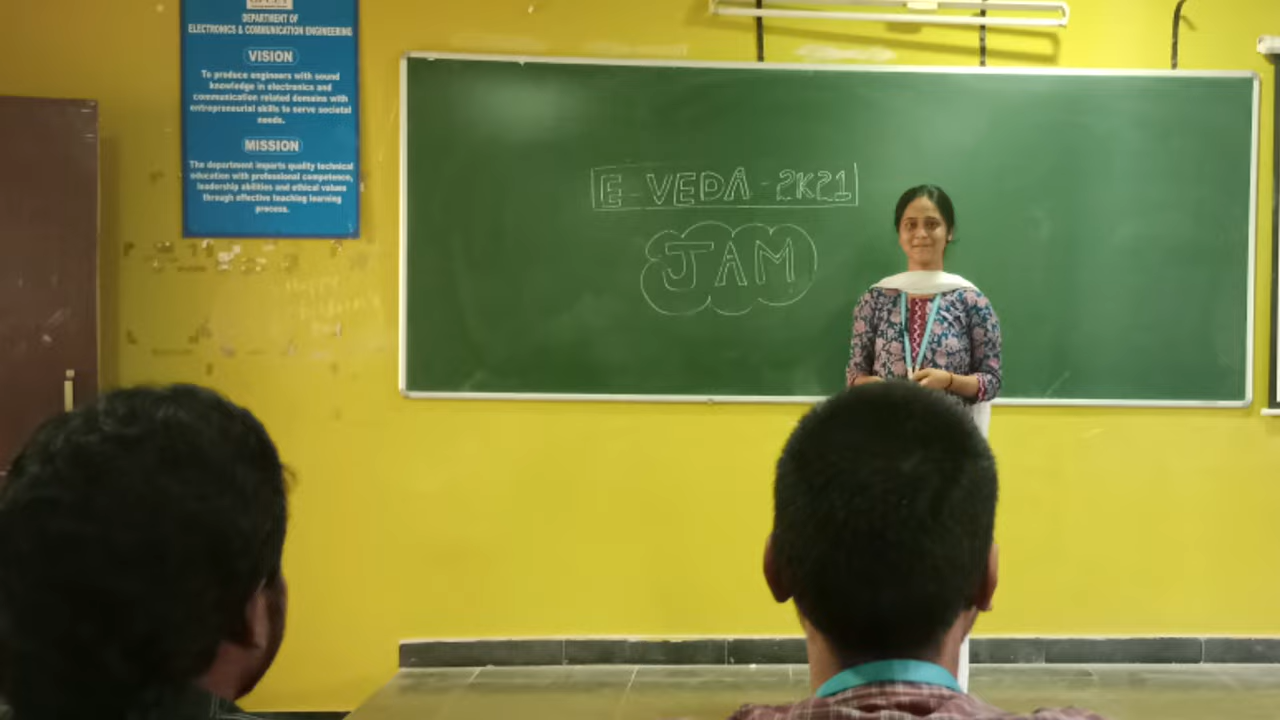 DEPARTMENT OF
ELECTRONICS & COMMUNICATION ENGINEERING
VISION
To produce engineers with sound
knowledge in electronics and
communication related domains with
entrepreneurial skills to serve societal
needs.
MISSION
The department imparts quality technical
education with professional competence,
leadership abilities and ethical values
through effective teaching learning
process.
E-VEDA-2K21
JAM